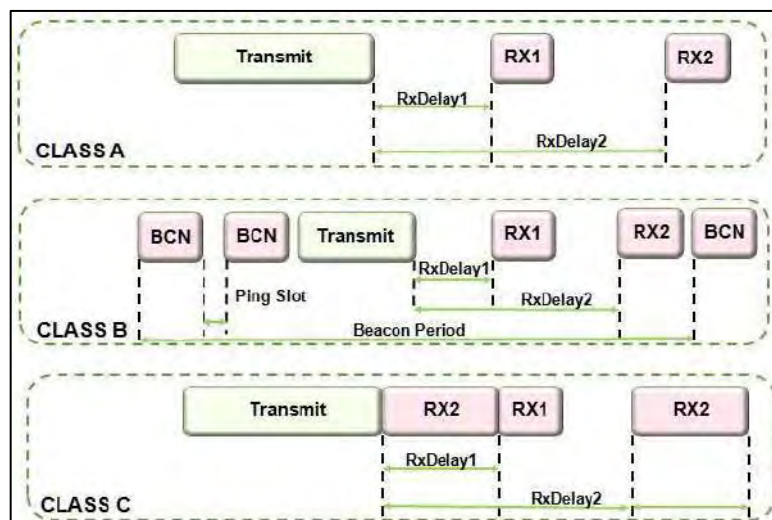 Transmit RX1 RX2
RxDelay1
RxDelay2
CLASS A
BCN BCN Transmit RX1 RX2 BCN
RxDelay1
Ping Slot
RxDelay2
CLASS B
Beacon Period
Transmit RX2 RX1 RX2
RxDelay1
RxDelay2
CLASS C